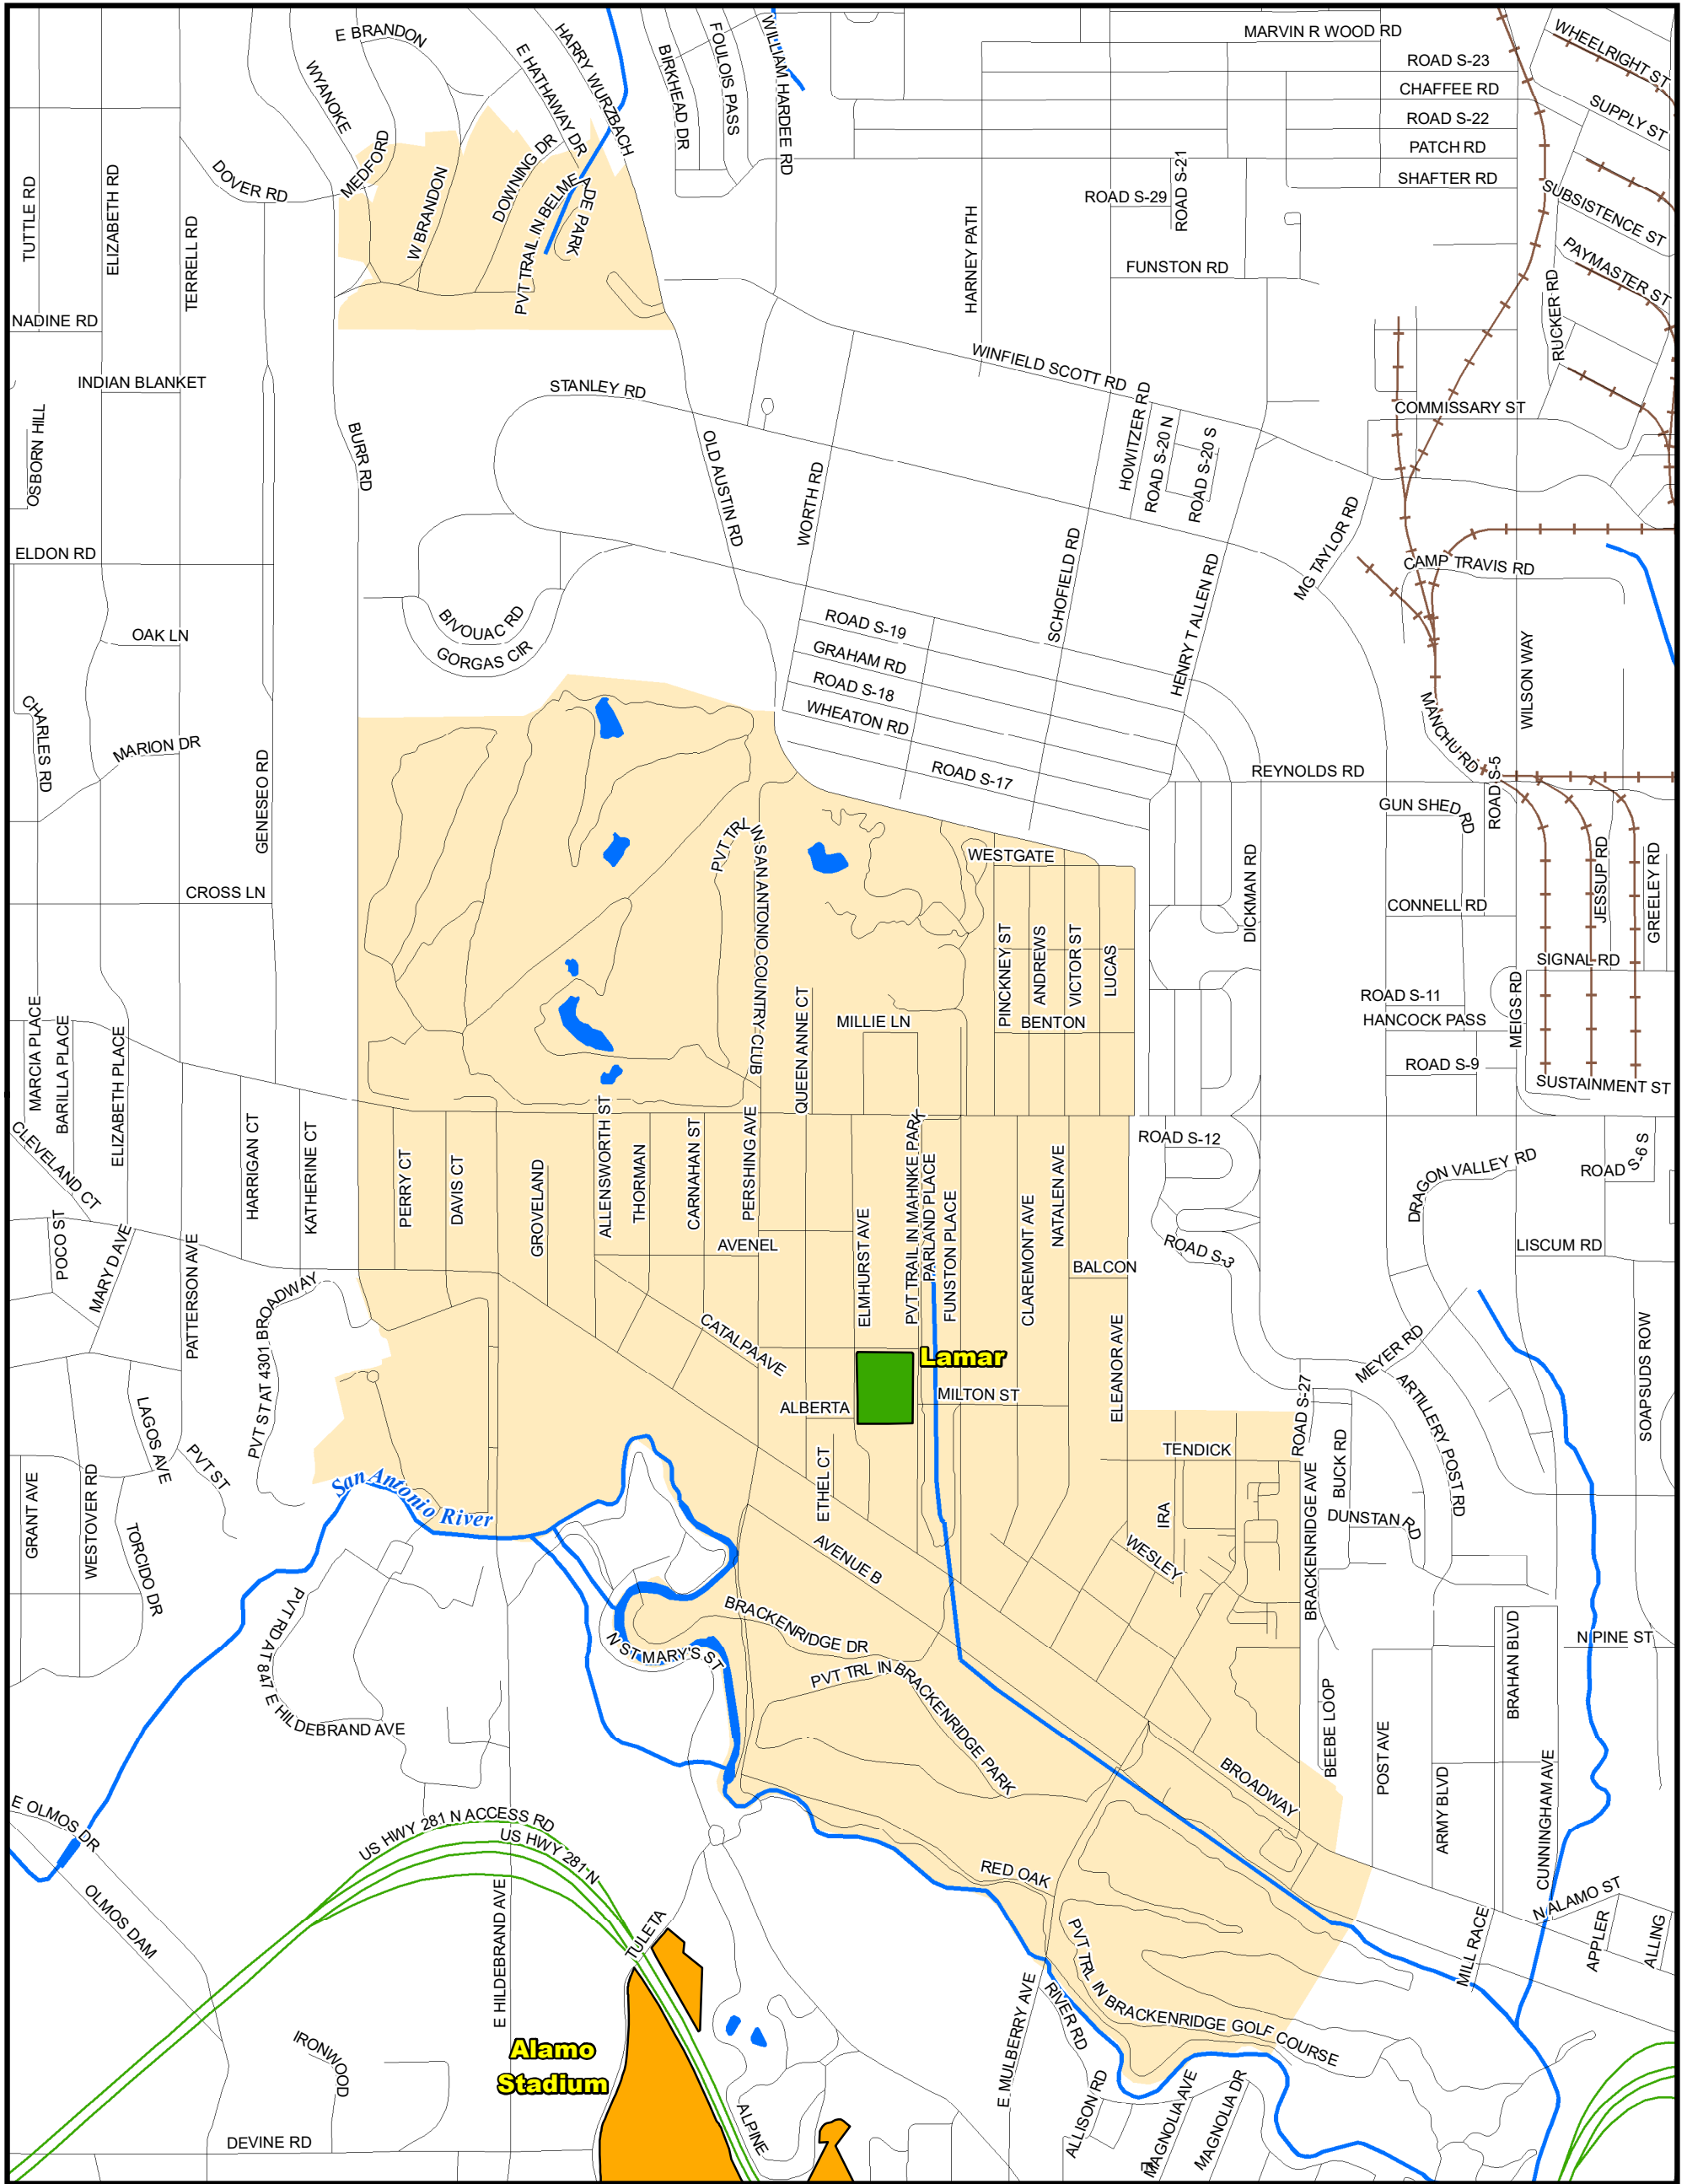 E BRANDON
WYANOKE
E HATHAWAY DR
HARRY WURZBACH
BIRKHEAD DR
FOULOIS PASS
WILLIAM HARDEE RD
MARVIN R WOOD RD
ROAD S-23
CHAFFEE RD
ROAD S-22
PATCH RD
SHAFTER RD
WHEELRIGHT ST
SUPPLY ST
SUBSISTENCE ST
PAYMASTER ST
RUCKER RD
ROAD S-21
ROAD S-29
FUNSTON RD
HARNEY PATH
TUTTLE RD
ELIZABETH RD
TERRELL RD
DOVER RD
MEDFORD
W BRANDON
DOWNING DR
PVT TRAIL IN BELMEADE PARK
NADINE RD
INDIAN BLANKET
OSBORN HILL
STANLEY RD
BURR RD
OLD AUSTIN RD
WORTH RD
WINFIELD SCOTT RD
HOWITZER RD
ROAD S-20 N
ROAD S-20 S
COMMISSARY ST
MG TAYLOR RD
CAMP TRAVIS RD
ELDON RD
OAK LN
BIVOUAC RD
GORGAS CIR
ROAD S-19
GRAHAM RD
ROAD S-18
WHEATON RD
ROAD S-17
SCHOFIELD RD
HENRY T ALLEN RD
WILSON WAY
MANCHU RD
ROAD S-5
REYNOLDS RD
GUN SHED RD
CHARLES RD
MARION DR
GENESEO RD
CROSS LN
PVT TRL IN SAN ANTONIO COUNTRY CLUB
WESTGATE
PINCKNEY ST
ANDREWS
VICTOR ST
LUCAS
BENTON
DICKMAN RD
CONNELL RD
JESSUP RD
GREELEY RD
SIGNAL RD
ROAD S-11
HANCOCK PASS
MEIGS RD
ROAD S-9
SUSTAINMENT ST
MARCIA PLACE
BARILLA PLACE
ELIZABETH PLACE
QUEEN ANNE CT
MILLIE LN
CLEVELAND CT
HARRIGAN CT
KATHERINE CT
PERRY CT
DAVIS CT
GROVELAND
ALLENSWORTH ST
THORMAN
CARNAHAN ST
PERSHING AVE
AVENEL
ELMHURST AVE
PVT TRAIL IN MAHNKE PARK
PARLAND PLACE
FUNSTON PLACE
CLAREMONT AVE
NATALEN AVE
BALCON
ELEANOR AVE
ROAD S-12
ROAD S-3
DRAGON VALLEY RD
ROAD S-6 S
LISCUM RD
POCO ST
MARY D AVE
PATTERSON AVE
PVT ST AT 4301 BROADWAY
CATALPA AVE
Lamar
ALBERTA
MILTON ST
MEYER RD
ARTILLERY POST RD
SOAPSUDS ROW
ROAD S-27
BUCK RD
DUNSTAN RD
TENDICK
IRA
WESLEY
BRACKENRIDGE AVE
GRANT AVE
WESTOVER RD
LAGOS AVE
PVT ST
TORCIDO DR
San Antonio River
ETHEL CT
AVENUE B
BRACKENRIDGE DR
N ST MARY'S ST
PVT TRL IN BRACKENRIDGE PARK
PVT RD AT 847 E HILDEBRAND AVE
BEEBE LOOP
POST AVE
ARMY BLVD
BRAHAN BLVD
CUNNINGHAM AVE
N PINE ST
BROADWAY
E OLMOS DR
OLMOS DAM
US HWY 281 N ACCESS RD
US HWY 281 N
E HILDEBRAND AVE
TULETA
RED OAK
PVT TRL IN BRACKENRIDGE GOLF COURSE
MILL RACE
N ALAMO ST
APPLER
ALLING
E MULBERRY AVE
RIVER RD
ALLISON RD
E MAGNOLIA AVE
MAGNOLIA DR
IRONWOOD
DEVINE RD
Alamo
Stadium
ALPINE